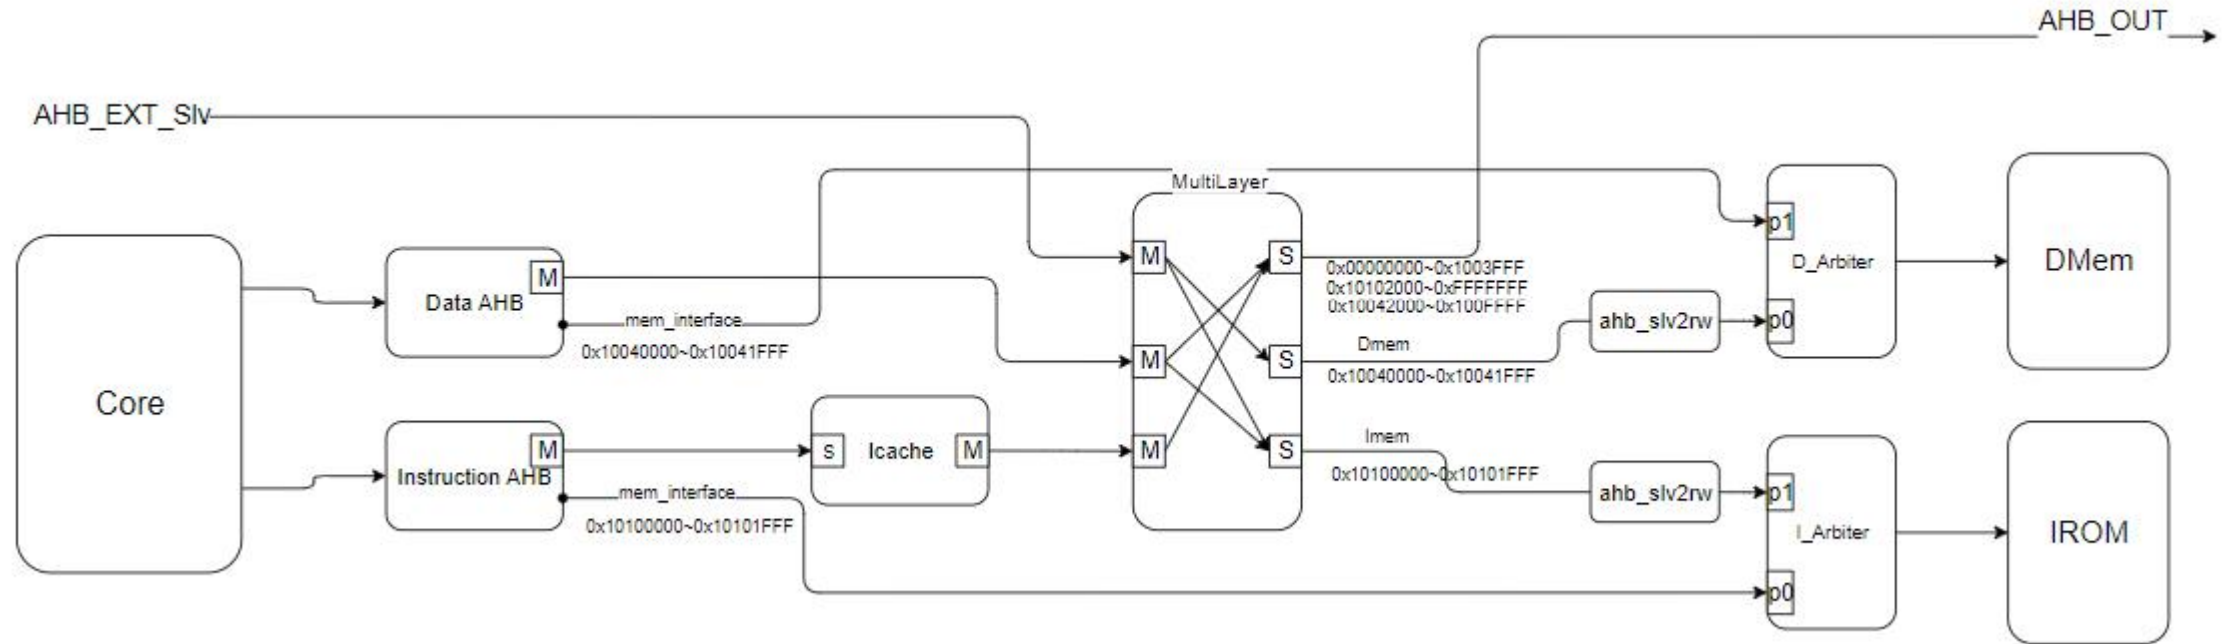 AHB_OUT
AHB_EXT_Slv
MultiLayer
Core
Data AHB
M
mem_interface
0x10040000~0x10041FFF
Instruction AHB
M
mem_interface
0x10100000~0x10101FFF
s
Icache
M
M
M
M
S
S
S
0x00000000~0x1003FFF
0x10102000~0xFFFFFFF
0x10042000~0x100FFFF
Dmem
0x10040000~0x10041FFF
Imem
0x10100000~0x10101FFF
ahb_slv2rw
ahb_slv2rw
p1
D_Arbiter
p0
DMem
p1
I_Arbiter
p0
IROM